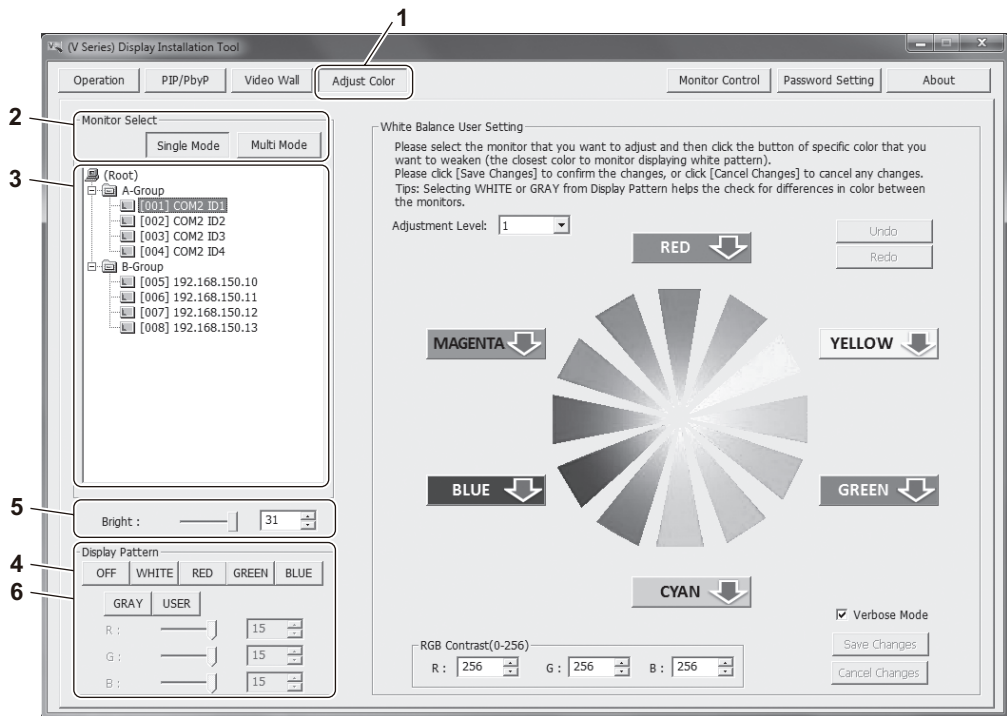 1
(V Series) Display Installation Tool
Operation PIP/PbyP Video Wall Adjust Color Monitor Control Password Setting About
2
Monitor Select
Single Mode Multi Mode
3
(Root)
A-Group
[001] COM2 ID1
[002] COM2 ID2
[003] COM2 ID3
[004] COM2 ID4
B-Group
[005] 192.168.150.10
[006] 192.168.150.11
[007] 192.168.150.12
[008] 192.168.150.13
5
Bright : 31
Display Pattern
4
OFF WHITE RED GREEN BLUE
6
GRAY USER
R : 15
G : 15
B : 15
White Balance User Setting
Please select the monitor that you want to adjust and then click the button of specific color that you
want to weaken (the closest color to monitor displaying white pattern).
Please click [Save Changes] to confirm the changes, or click [Cancel Changes] to cancel any changes.
Tips: Selecting WHITE or GRAY from Display Pattern helps the check for differences in color between
the monitors.
Adjustment Level: 1
Undo
Redo
RED
MAGENTA
YELLOW
BLUE
GREEN
CYAN
Verbose Mode
Save Changes
Cancel Changes
RGB Contrast(0-256)
R : 256 G : 256 B : 256